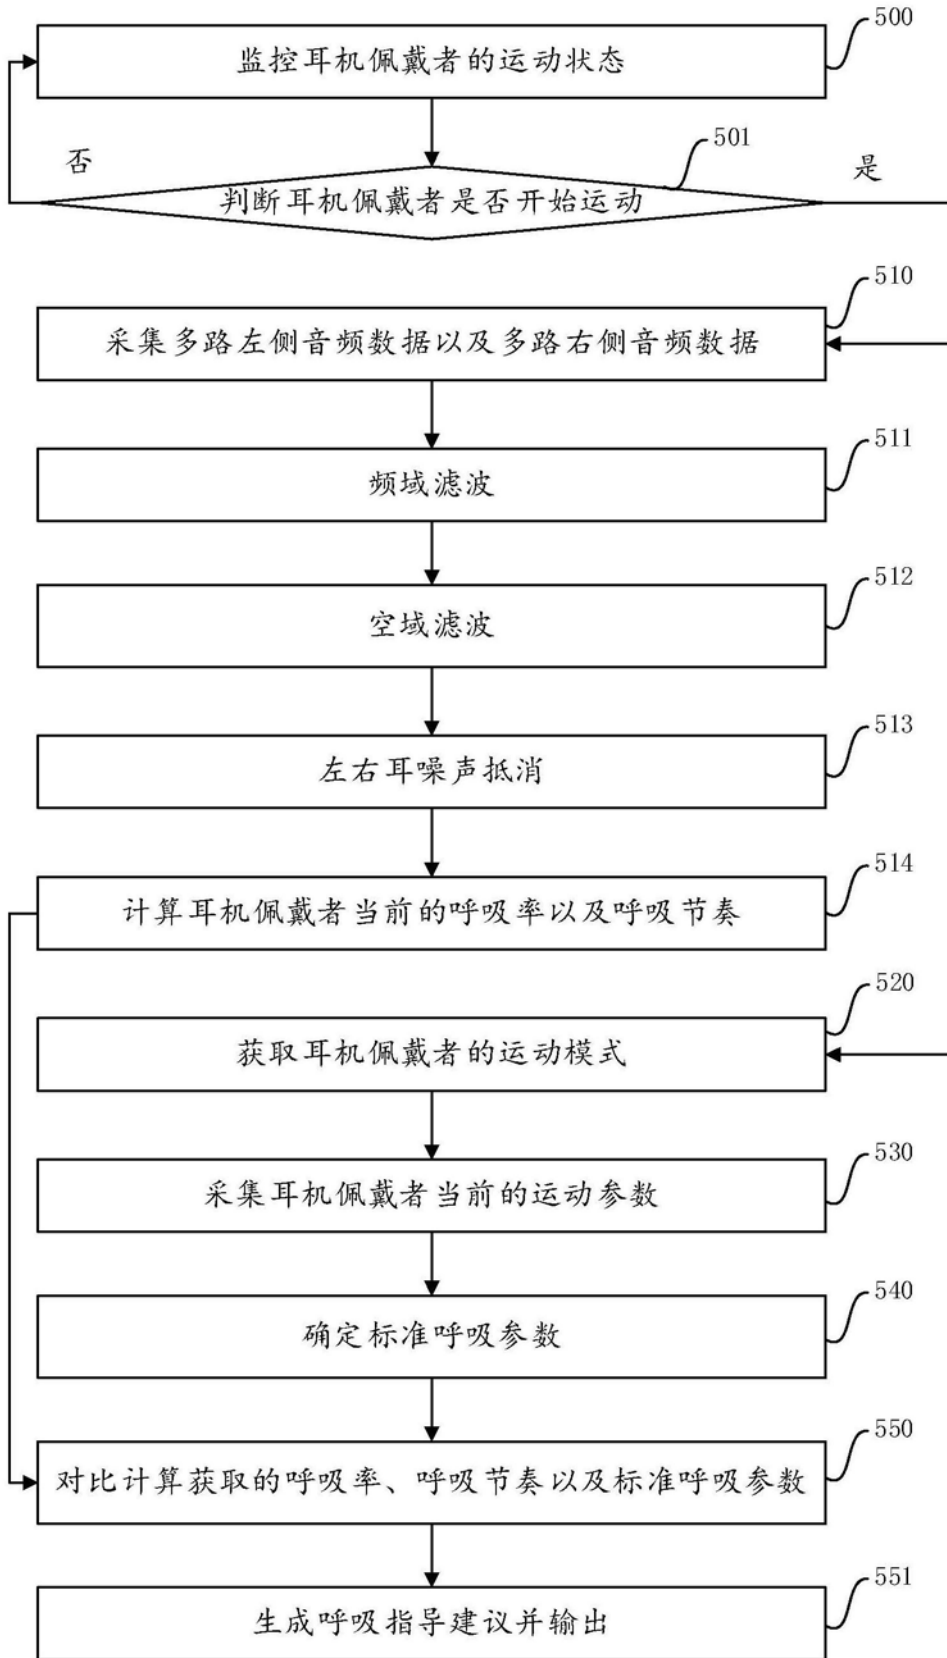 500
监控耳机佩戴者的运动状态
501
否
是
判断耳机佩戴者是否开始运动
510
采集多路左侧音频数据以及多路右侧音频数据
511
频域滤波
512
空域滤波
513
左右耳噪声抵消
514
计算耳机佩戴者当前的呼吸率以及呼吸节奏
520
获取耳机佩戴者的运动模式
530
采集耳机佩戴者当前的运动参数
540
确定标准呼吸参数
550
对比计算获取的呼吸率、呼吸节奏以及标准呼吸参数
551
生成呼吸指导建议并输出